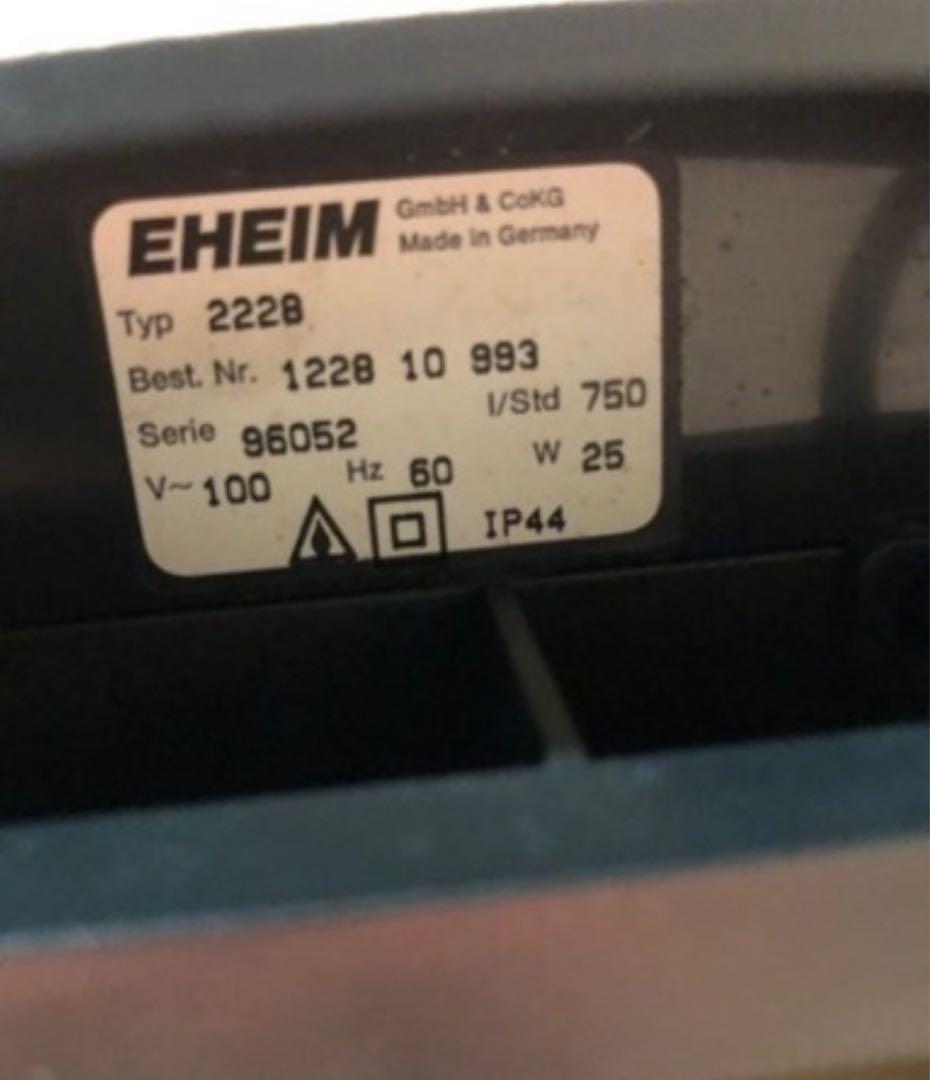 EHEIM GmbH & CoKG
Made in Germany
Typ 2228
Best. Nr. 1228 10 993
l/Std 750
Serie 96052
V~ 100 Hz 60 W 25
IP44